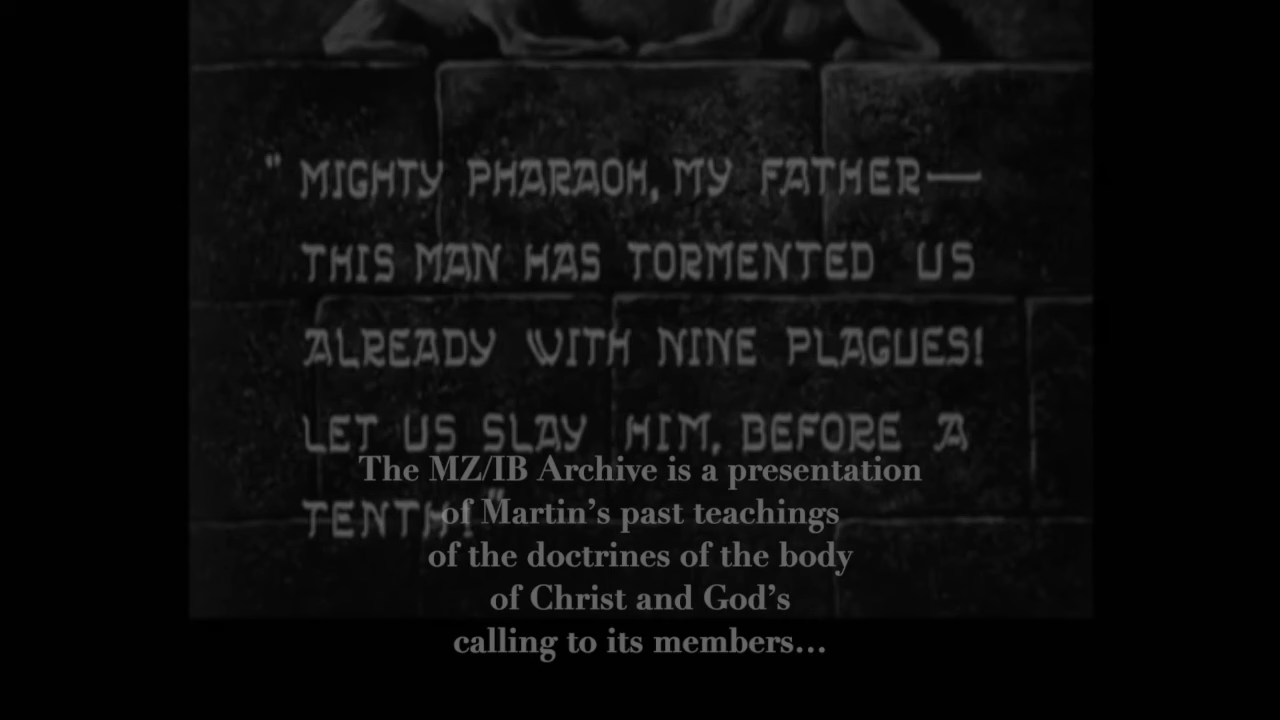 " MIGHTY PHARAOH, MY FATHER—
THIS MAN HAS TORMENTED US
ALREADY WITH NINE PLAGUES!
LET US SLAY HIM, BEFORE A
TENTH!"
The MZ/IB Archive is a presentation
of Martin’s past teachings
of the doctrines of the body
of Christ and God’s
calling to its members...